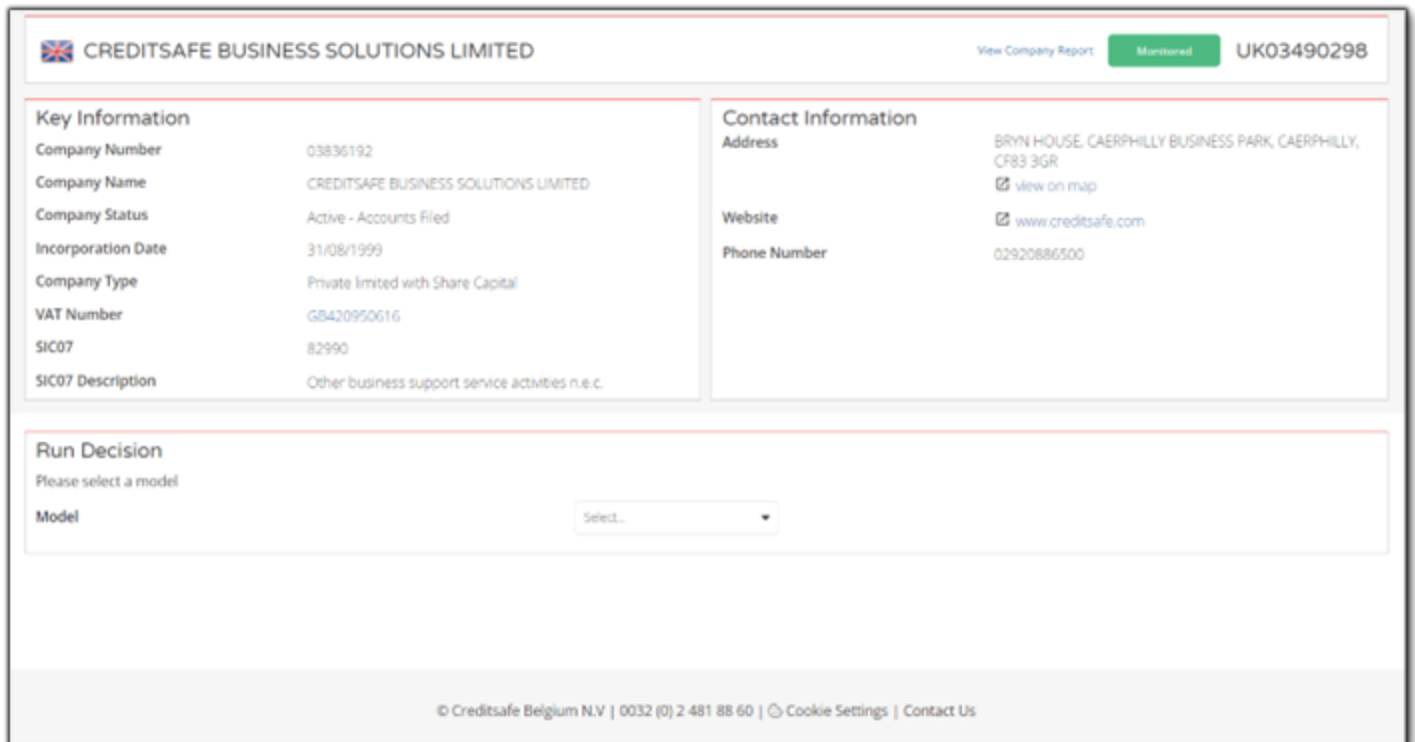 CREDITSAFE BUSINESS SOLUTIONS LIMITED View Company Report Monitored UK03490298
Key Information
Company Number 03836192
Company Name CREDITSAFE BUSINESS SOLUTIONS LIMITED
Company Status Active - Accounts Filed
Incorporation Date 31/08/1999
Company Type Private limited with Share Capital
VAT Number GB420950616
SIC07 82990
SIC07 Description Other business support service activities n.e.c.
Contact Information
Address BRYN HOUSE, CAERPHILLY BUSINESS PARK, CAERPHILLY,
CF83 3GR
view on map
Website www.creditsafe.com
Phone Number 02920886500
Run Decision
Please select a model
Model Select...
© Creditsafe Belgium N.V | 0032 (0) 2 481 88 60 | Cookie Settings | Contact Us